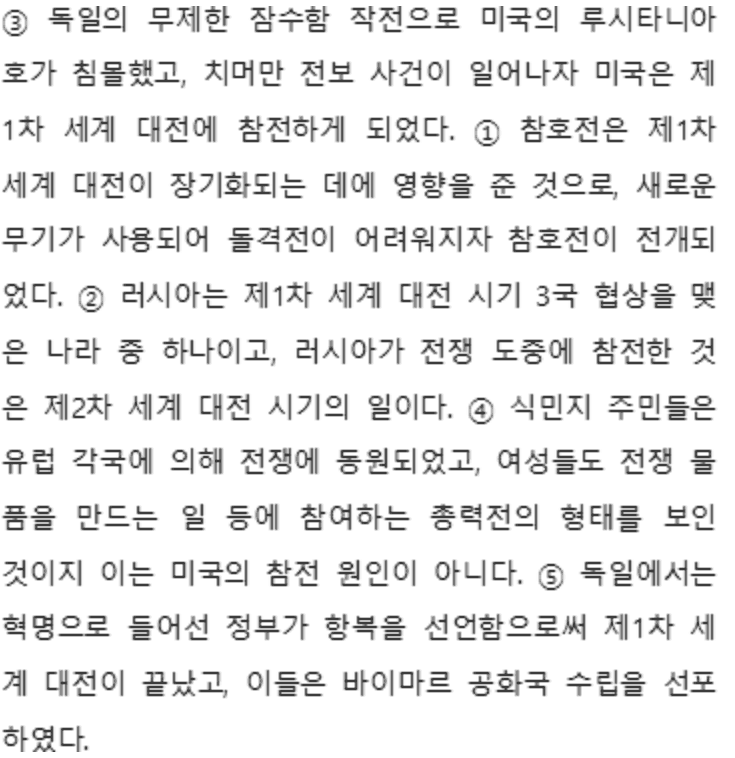 ③ 독일의 무제한 잠수함 작전으로 미국의 루시타니아
호가 침몰했고, 치머만 전보 사건이 일어나자 미국은 제
1차 세계 대전에 참전하게 되었다. ① 참호전은 제1차
세계 대전이 장기화되는 데에 영향을 준 것으로, 새로운
무기가 사용되어 돌격전이 어려워지자 참호전이 전개되
었다. ② 러시아는 제1차 세계 대전 시기 3국 협상을 맺
은 나라 중 하나이고, 러시아가 전쟁 도중에 참전한 것
은 제2차 세계 대전 시기의 일이다. ④ 식민지 주민들은
유럽 각국에 의해 전쟁에 동원되었고, 여성들도 전쟁 물
품을 만드는 일 등에 참여하는 총력전의 형태를 보인
것이지 이는 미국의 참전 원인이 아니다. ⑤ 독일에서는
혁명으로 들어선 정부가 항복을 선언함으로써 제1차 세
계 대전이 끝났고, 이들은 바이마르 공화국 수립을 선포
하였다.